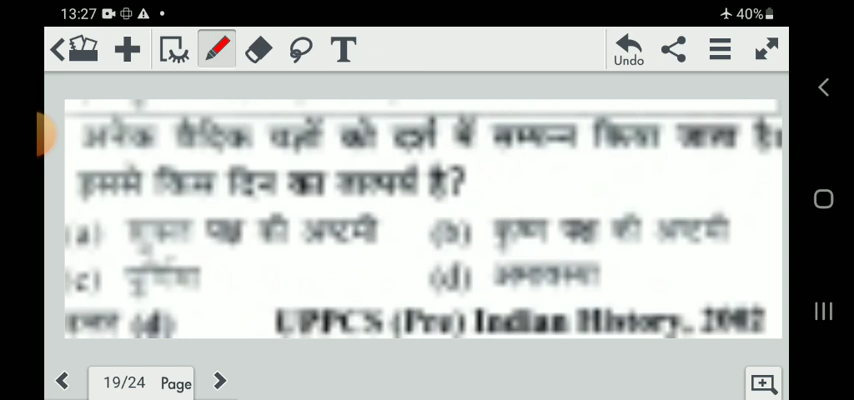 13:27
40%
Undo
अनेक वैदिक यज्ञों को दर्श में सम्पन्न किया जाता है।
इससे किस दिन का तात्पर्य है?
(a) शुक्ल पक्ष की अष्टमी (b) कृष्ण पक्ष की अष्टमी
(c) पूर्णिमा (d) अमावस्या
उत्तर (d) UPPCS (Pre) Indian History, 2002
19/24 Page